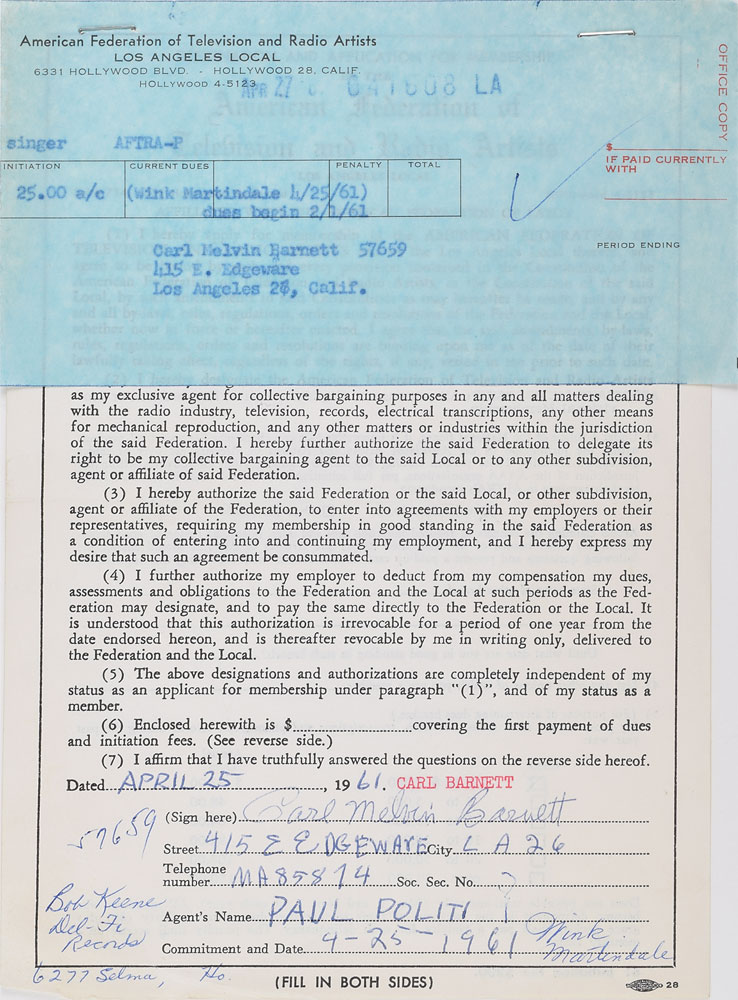 American Federation of Television and Radio Artists
LOS ANGELES LOCAL
6331 HOLLYWOOD BLVD. - HOLLYWOOD 28, CALIF.
HOLLYWOOD 4-5123
APR 27
041608 LA
OFFICE COPY
singer AFTRA-P
INITIATION CURRENT DUES PENALTY TOTAL
25.00 a/c (Wink Martindale 4/25/61)
dues begin 2/1/61
$
IF PAID CURRENTLY
WITH
PERIOD ENDING
Carl Melvin Barnett 57659
415 E. Edgeware
Los Angeles 26, Calif.
as my exclusive agent for collective bargaining purposes in any and all matters dealing
with the radio industry, television, records, electrical transcriptions, any other means
for mechanical reproduction, and any other matters or industries within the jurisdiction
of the said Federation. I hereby further authorize the said Federation to delegate its
right to be my collective bargaining agent to the said Local or to any other subdivision,
agent or affiliate of said Federation.
(3) I hereby authorize the said Federation or the said Local, or other subdivision,
agent or affiliate of the Federation, to enter into agreements with my employers or their
representatives, requiring my membership in good standing in the said Federation as
a condition of entering into and continuing my employment, and I hereby express my
desire that such an agreement be consummated.
(4) I further authorize my employer to deduct from my compensation my dues,
assessments and obligations to the Federation and the Local at such periods as the Fed-
eration may designate, and to pay the same directly to the Federation or the Local. It
is understood that this authorization is irrevocable for a period of one year from the
date endorsed hereon, and is thereafter revocable by me in writing only, delivered to
the Federation and the Local.
(5) The above designations and authorizations are completely independent of my
status as an applicant for membership under paragraph "(1)", and of my status as a
member.
(6) Enclosed herewith is $..............................covering the first payment of dues
and initiation fees. (See reverse side.)
(7) I affirm that I have truthfully answered the questions on the reverse side hereof.
Dated APRIL 25, 1961. CARL BARNETT
57659
(Sign here) Carl Melvin Barnett
Street 415 E EDGEWARE City L A 26
Telephone
number MA 85814 Soc. Sec. No. ?
Bob Keene
Del-Fi
Records
Agent's Name PAUL POLITI
Commitment and Date 4-25-1961 Wink
Martindale
6277 Selma, Ho.
(FILL IN BOTH SIDES)
28